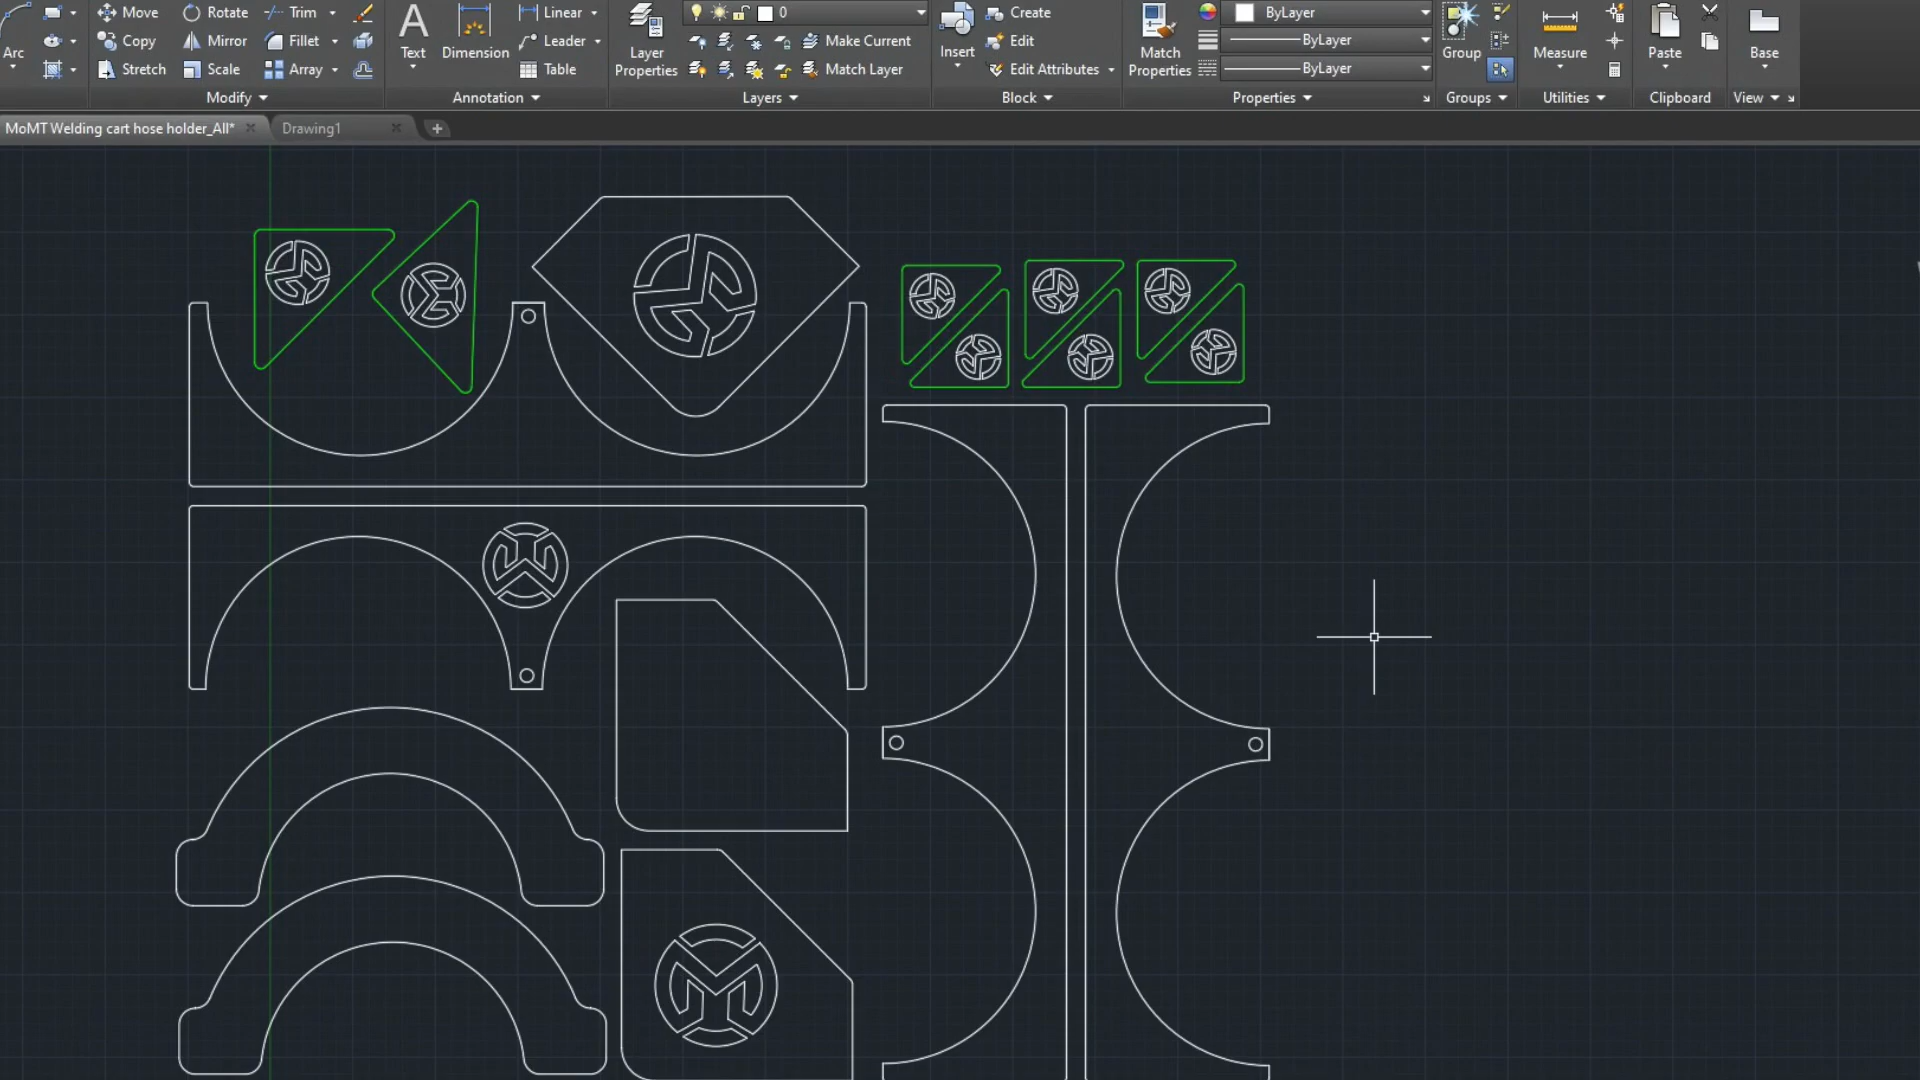 Arc
Move
Rotate
Trim
Copy
Mirror
Fillet
Stretch
Scale
Array
Modify
Text
Dimension
Linear
Leader
Table
Annotation
Layer
Properties
0
Make Current
Match Layer
Layers
Insert
Create
Edit
Edit Attributes
Block
Match
Properties
ByLayer
ByLayer
ByLayer
Properties
Group
Groups
Measure
Utilities
Paste
Clipboard
Base
View
MoMT Welding cart hose holder_All*
Drawing1